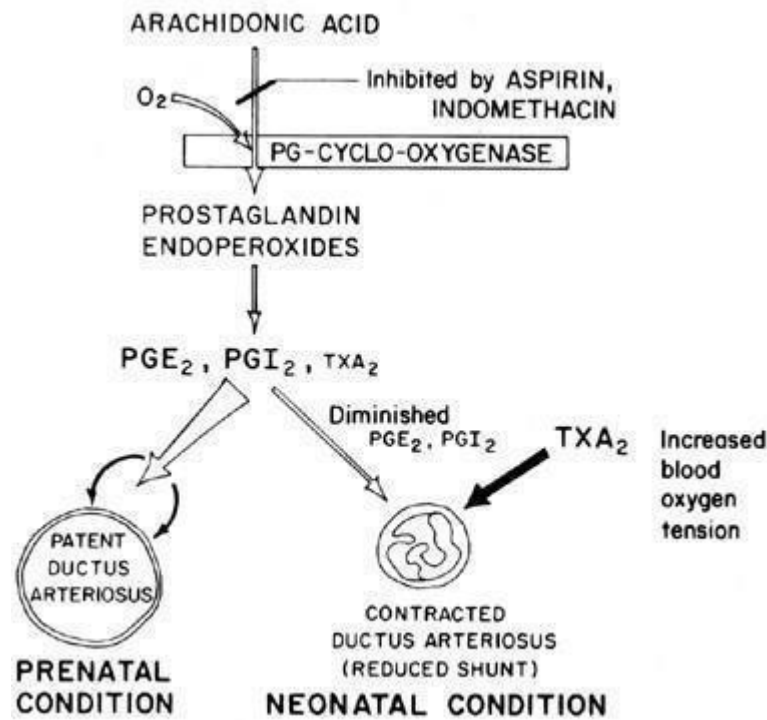 ARACHIDONIC ACID
Inhibited by ASPIRIN,
INDOMETHACIN
O₂
PG-CYCLO-OXYGENASE
PROSTAGLANDIN
ENDOPEROXIDES
PGE₂, PGI₂, TXA₂
Diminished
PGE₂, PGI₂
TXA₂
Increased
blood
oxygen
tension
PATENT
DUCTUS
ARTERIOSUS
CONTRACTED
DUCTUS ARTERIOSUS
(REDUCED SHUNT)
PRENATAL
CONDITION
NEONATAL CONDITION